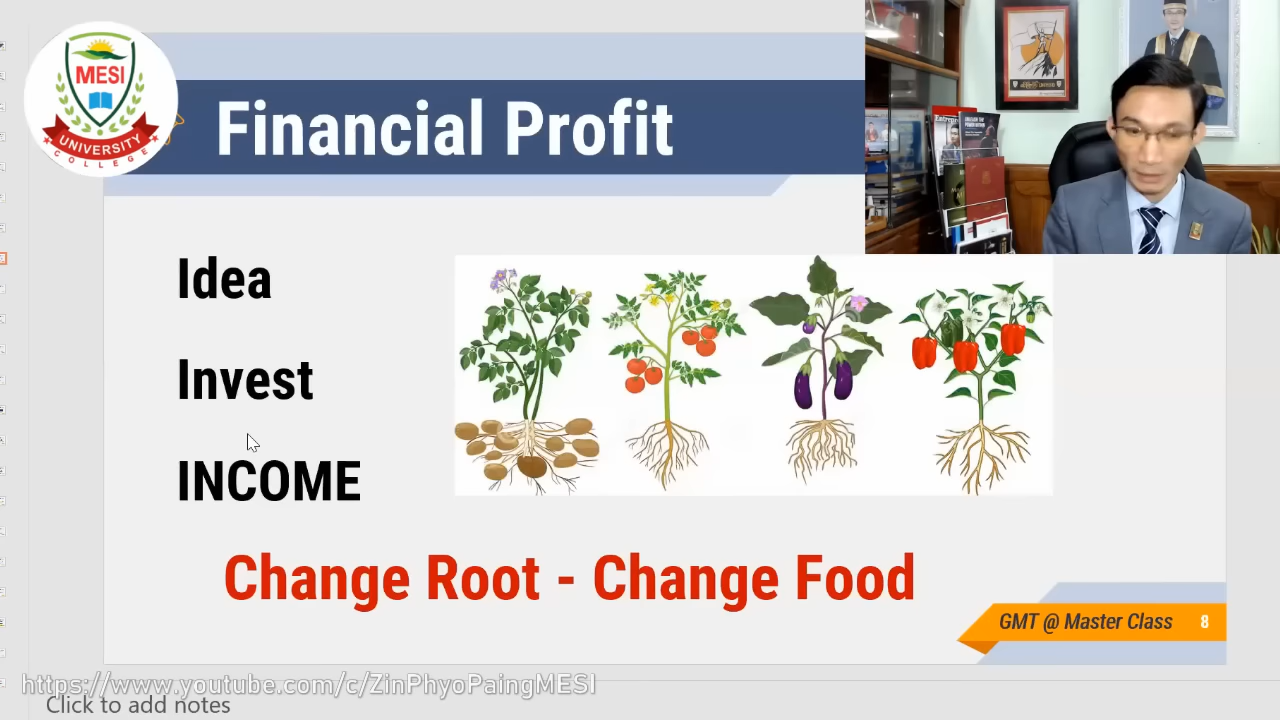 MESI
UNIVERSITY
COLLEGE
Financial Profit
Idea
Invest
INCOME
Change Root - Change Food
GMT @ Master Class 8
https://www.youtube.com/c/ZinPhyoPaingMESI
Click to add notes